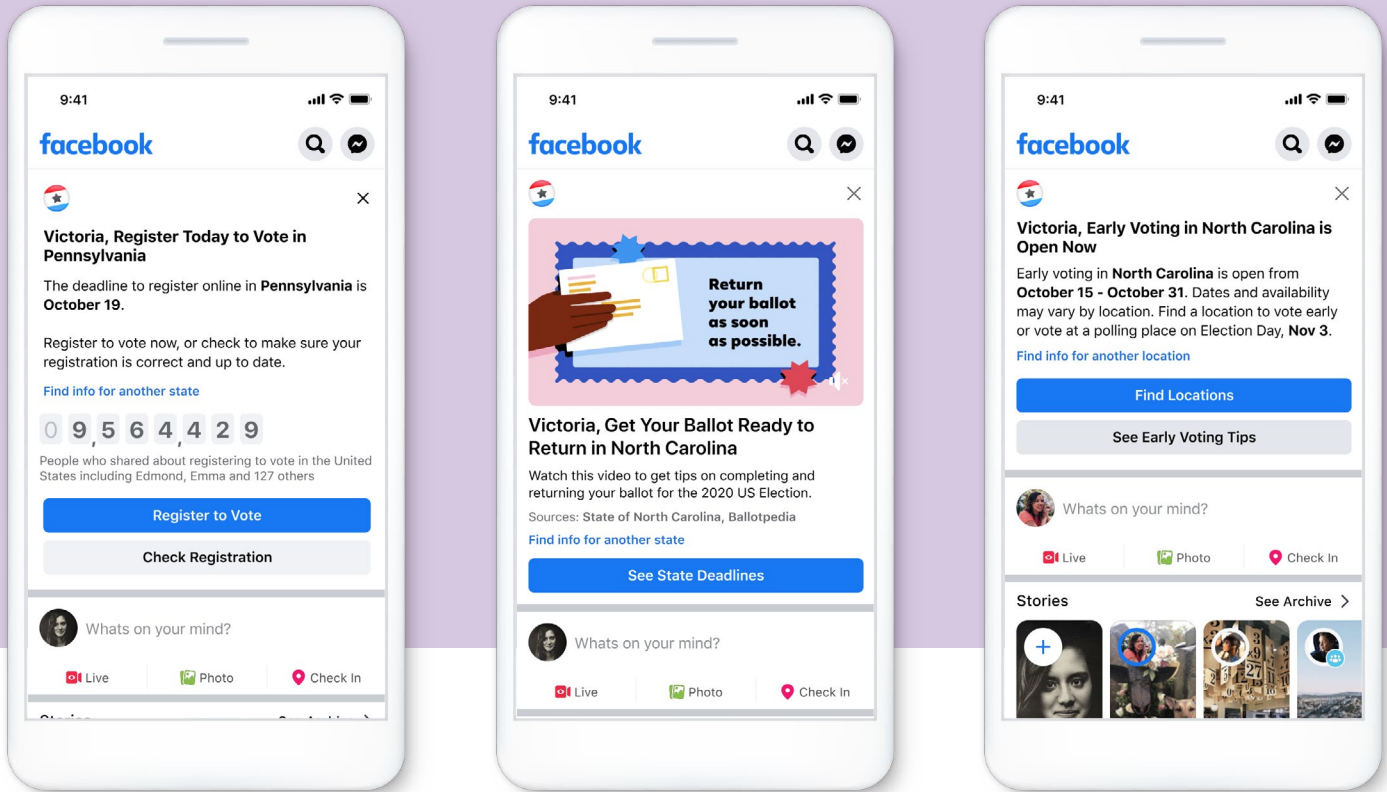 9:41
facebook
Victoria, Register Today to Vote in
Pennsylvania
The deadline to register online in Pennsylvania is
October 19.
Register to vote now, or check to make sure your
registration is correct and up to date.
Find info for another state
09,564,429
People who shared about registering to vote in the United
States including Edmond, Emma and 127 others
Register to Vote
Check Registration
Whats on your mind?
Live Photo Check In
9:41
facebook
Return
your ballot
as soon
as possible.
Victoria, Get Your Ballot Ready to
Return in North Carolina
Watch this video to get tips on completing and
returning your ballot for the 2020 US Election.
Sources: State of North Carolina, Ballotpedia
Find info for another state
See State Deadlines
Whats on your mind?
Live Photo Check In
9:41
facebook
Victoria, Early Voting in North Carolina is
Open Now
Early voting in North Carolina is open from
October 15 - October 31. Dates and availability
may vary by location. Find a location to vote early
or vote at a polling place on Election Day, Nov 3.
Find info for another location
Find Locations
See Early Voting Tips
Whats on your mind?
Live Photo Check In
Stories See Archive